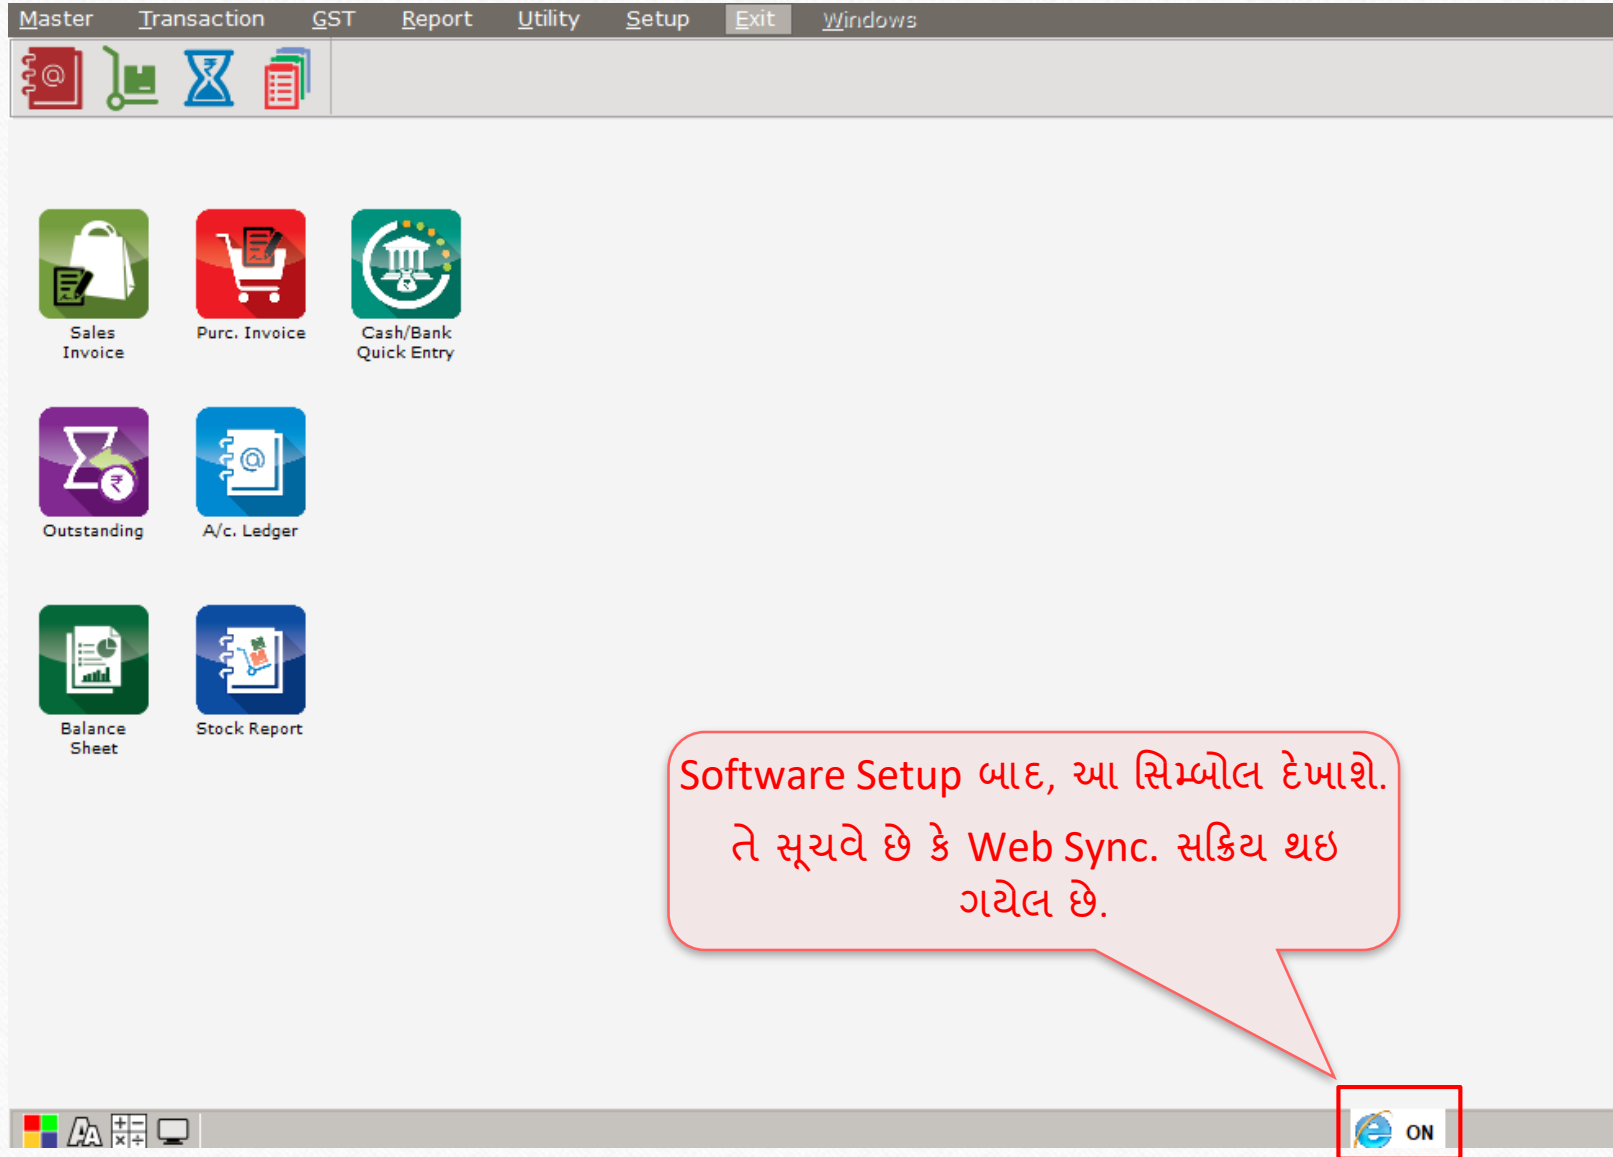 Master Transaction GST Report Utility Setup Exit Windows
Sales
Invoice
Purc. Invoice
Cash/Bank
Quick Entry
Outstanding
A/c. Ledger
Balance
Sheet
Stock Report
Software Setup બાદ, આ સિમ્બોલ દેખાશે.
તે સૂચવે છે કે Web Sync. સક્રિય થઇ
ગયેલ છે.
ON